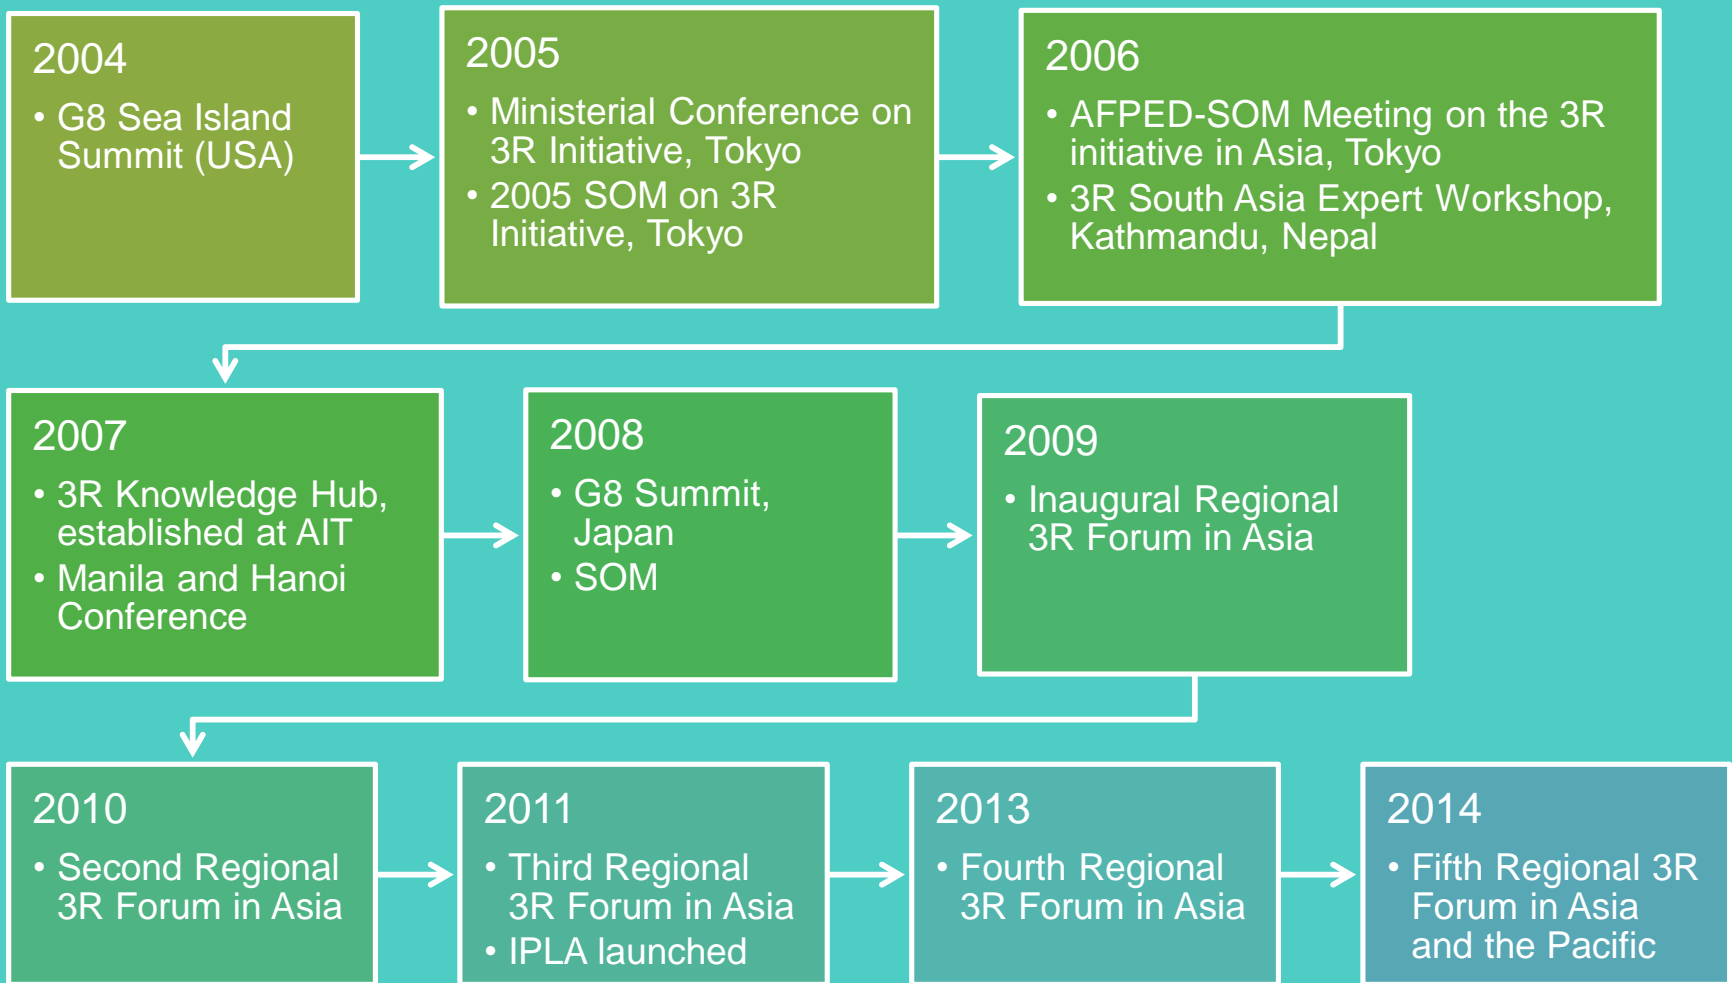 2004
• G8 Sea Island
Summit (USA)
2005
• Ministerial Conference on
3R Initiative, Tokyo
• 2005 SOM on 3R
Initiative, Tokyo
2006
• AFPED-SOM Meeting on the 3R
initiative in Asia, Tokyo
• 3R South Asia Expert Workshop,
Kathmandu, Nepal
2007
• 3R Knowledge Hub,
established at AIT
• Manila and Hanoi
Conference
2008
• G8 Summit,
Japan
• SOM
2009
• Inaugural Regional
3R Forum in Asia
2010
• Second Regional
3R Forum in Asia
2011
• Third Regional
3R Forum in Asia
• IPLA launched
2013
• Fourth Regional
3R Forum in Asia
2014
• Fifth Regional 3R
Forum in Asia
and the Pacific